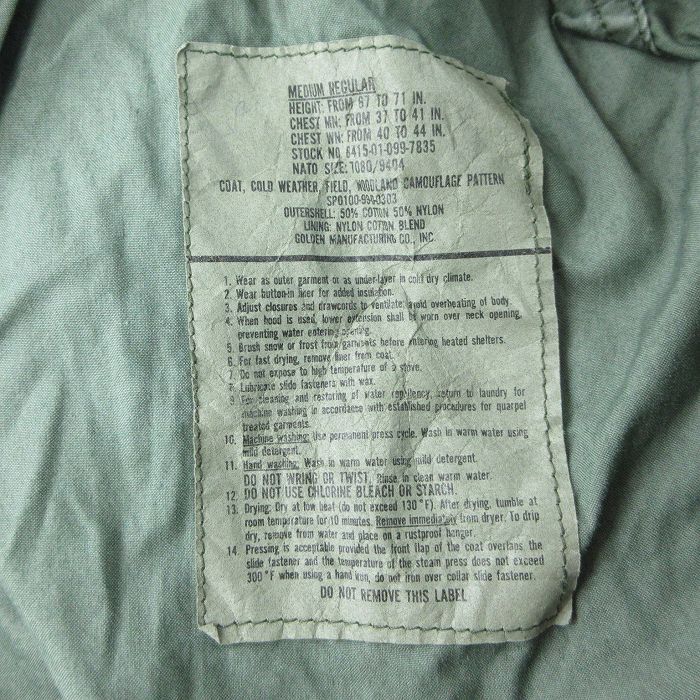 MEDIUM REGULAR
HEIGHT: FROM 67 TO 71 IN.
CHEST MN: FROM 37 TO 41 IN.
CHEST WN: FROM 40 TO 44 IN.
STOCK NO 8415-01-099-7835
NATO SIZE: 7080/9404
COAT, COLD WEATHER, FIELD, WOODLAND CAMOUFLAGE PATTERN
OUTERSHELL: 50% COTTON 50% NYLON
LINING: NYLON COTTON BLEND
GOLDEN MANUFACTURING CO., INC.
1. Wear as outer garment or as under-layer in cold dry climate.
2. Wear button-in liner for added insulation.
3. Adjust closures and drawcords to ventilate: avoid overheating of body.
4. When hood is used, lower extension shall be worn over neck opening,
preventing water entering opening.
5. Brush snow or frost from garments before entering heated shelters.
6. For fast drying, remove liner from coat.
7. Do not expose to high temperature of a stove.
8. Lubricate slide fasteners with wax.
9. For cleaning and restoring of water repellency, return to laundry for
machine washing in accordance with established procedures for quarpel
treated garments.
10. Machine washing: Use permanent press cycle. Wash in warm water using
mild detergent.
11. Hand washing: Wash in warm water using mild detergent.
DO NOT WRING OR TWIST. Rinse in clean warm water.
12. DO NOT USE CHLORINE BLEACH OR STARCH.
13. Drying: Dry at low heat (do not exceed 130°F). After drying, tumble at
room temperature for 10 minutes. Remove immediately from dryer. To drip
dry, remove from water and place on a rustproof hanger.
14. Pressing is acceptable provided the front flap of the coat overlaps the
slide fastener and the temperature of the steam press does not exceed
300°F when using a hand iron, do not iron over collar slide fastener.
DO NOT REMOVE THIS LABEL